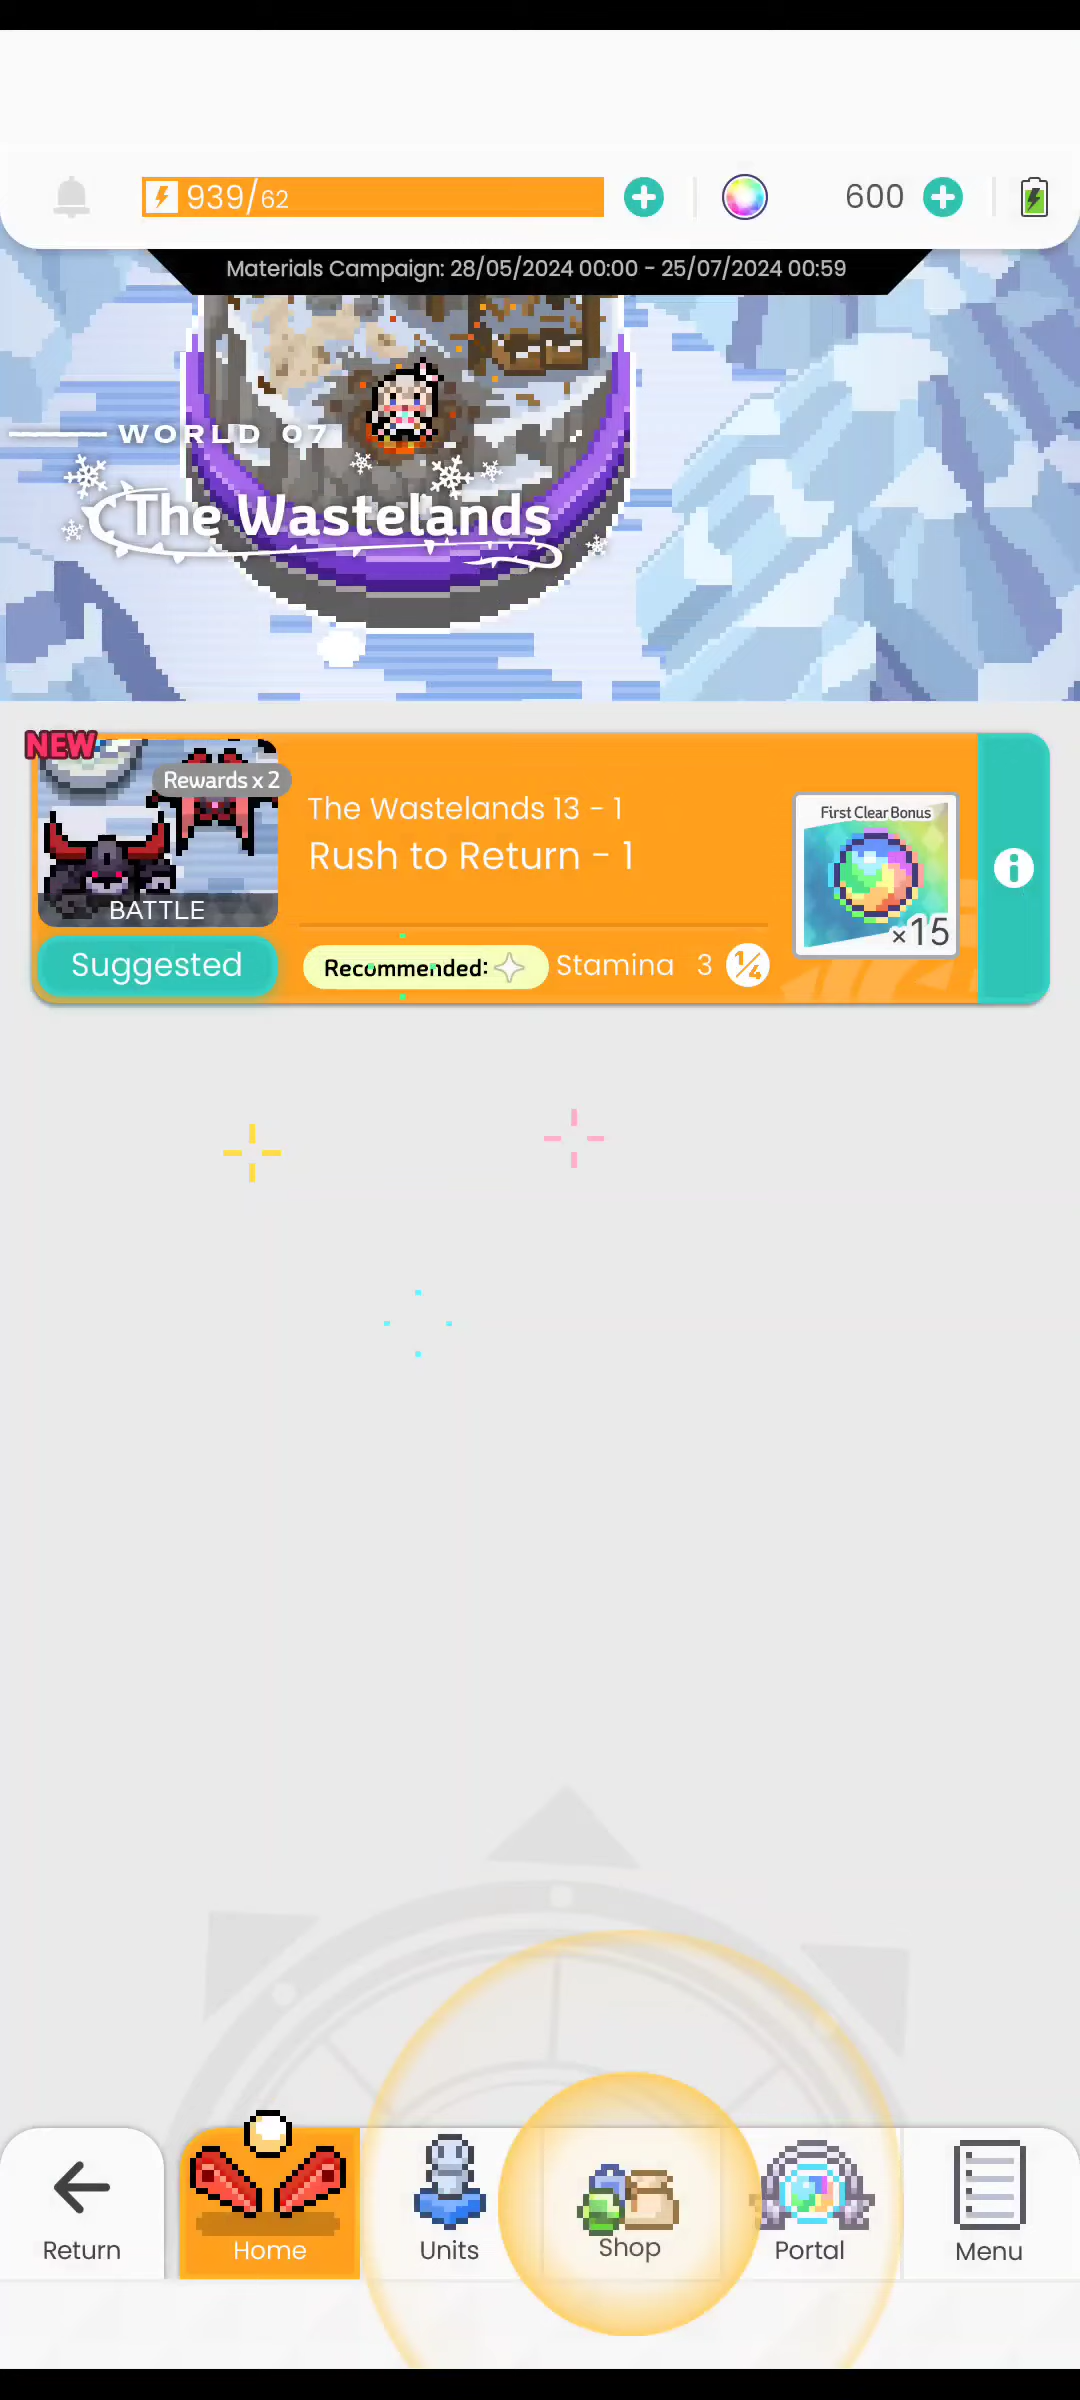 939/62
600
Materials Campaign: 28/05/2024 00:00 - 25/07/2024 00:59
WORLD 07
The Wastelands
NEW
Rewards x 2
BATTLE
Suggested
The Wastelands 13 - 1
Rush to Return - 1
Recommended:
Stamina 3
1/4
First Clear Bonus
×15
Return
Home
Units
Shop
Portal
Menu